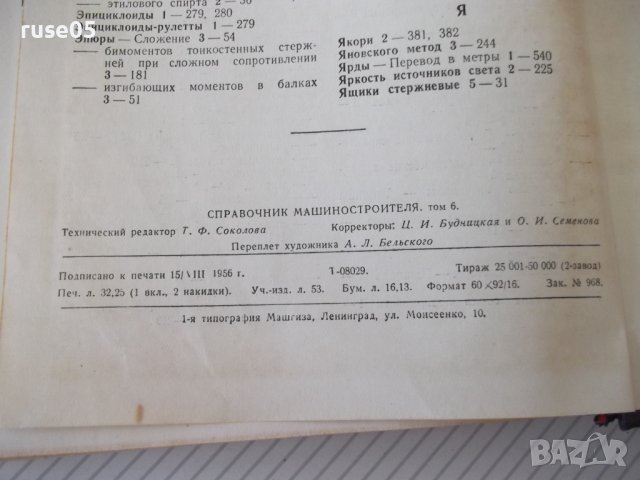 ruse05
—— этилового спирта 2 — 36
Эпициклоиды 1 — 279, 280
Эпициклоиды-рулетты 1 — 279
Эпюры — Сложение 3 — 54
—— бимоментов тонкостенных стерж-
ней при сложном сопротивлении
3 — 181
—— изгибающих моментов в балках
3 — 51
Я
Якори 2 — 381, 382
Яновского метод 3 — 244
Ярды — Перевод в метры 1 — 540
Яркость источников света 2 — 225
Ящики стержневые 5 — 31
СПРАВОЧНИК МАШИНОСТРОИТЕЛЯ. том 6.
Технический редактор Т. Ф. Соколова Корректоры: Ц. И. Будницкая и О. И. Семенова
Переплет художника А. Л. Бельского
Подписано к печати 15/VIII 1956 г. Т-08029. Тираж 25 001-50 000 (2-завод)
Печ. л. 32,25 (1 вкл., 2 накидки). Уч.-изд. л. 53. Бум. л. 16,13. Формат 60×92/16. Зак. № 968.
1-я типография Машгиза, Ленинград, ул. Моисеенко, 10.
BAZAR
bg